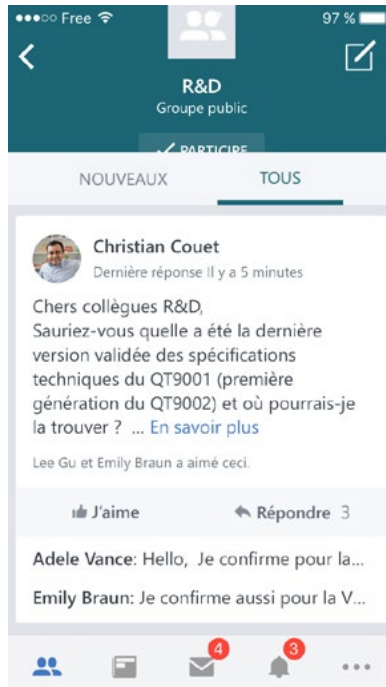 Free 97 %
R&D
Groupe public
PARTICIPE
NOUVEAUX TOUS
Christian Couet
Dernière réponse Il y a 5 minutes
Chers collègues R&D,
Sauriez-vous quelle a été la dernière
version validée des spécifications
techniques du QT9001 (première
génération du QT9002) et où pourrais-je
la trouver ? ... En savoir plus
Lee Gu et Emily Braun a aimé ceci.
J'aime Répondre 3
Adele Vance: Hello, Je confirme pour la...
Emily Braun: Je confirme aussi pour la V...
4 3